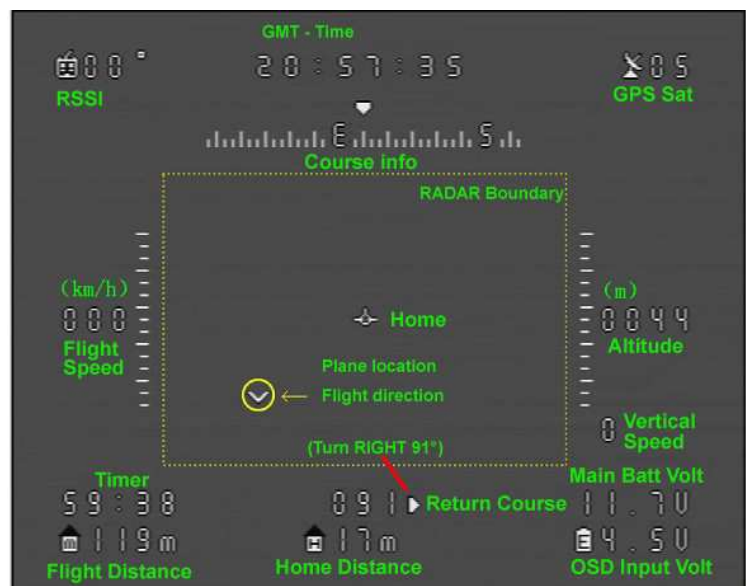 GMT - Time
00 20:57:35 05
RSSI GPS Sat
E S
Course info
RADAR Boundary
(km/h) (m)
000 Home 0044
Flight Speed Altitude
Plane location
← Flight direction
0 Vertical Speed
(Turn RIGHT 91°)
Timer Main Batt Volt
59:38 091 Return Course 11.7V
m 119m H 17m E 4.5V
Flight Distance Home Distance OSD Input Volt